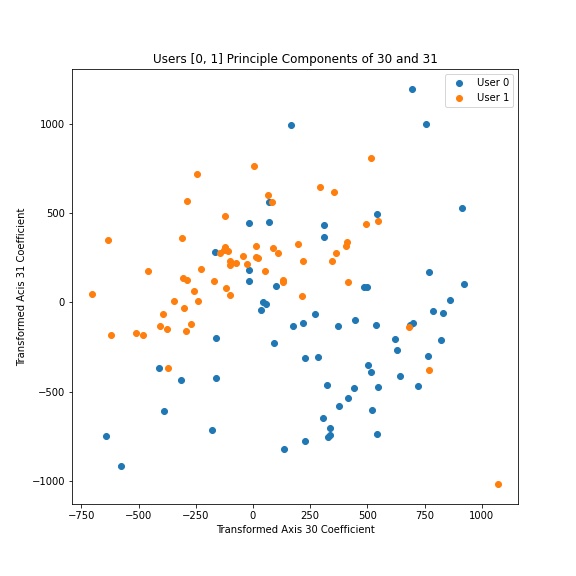 Users [0, 1] Principle Components of 30 and 31
User 0
User 1
1000
500
0
−500
−1000
Transformed Acis 31 Coefficient
−750 −500 −250 0 250 500 750 1000
Transformed Axis 30 Coefficient